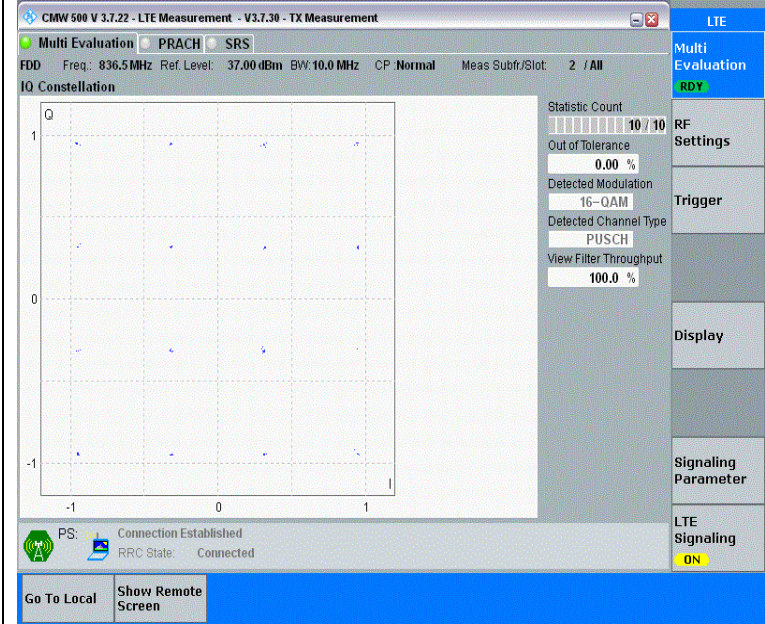 CMW 500 V 3.7.22 - LTE Measurement - V3.7.30 - TX Measurement
LTE
Multi Evaluation PRACH SRS
Multi
Evaluation
RDY
FDD Freq.: 836.5 MHz Ref. Level: 37.00 dBm BW: 10.0 MHz CP :Normal Meas Subfr/Slot: 2 / All
IQ Constellation
Q
1
0
-1
I
-1 0 1
Statistic Count
10 / 10
Out of Tolerance
0.00 %
Detected Modulation
16-QAM
Detected Channel Type
PUSCH
View Filter Throughput
100.0 %
RF
Settings
Trigger
Display
Signaling
Parameter
LTE
Signaling
ON
PS: Connection Established
RRC State: Connected
Go To Local
Show Remote
Screen